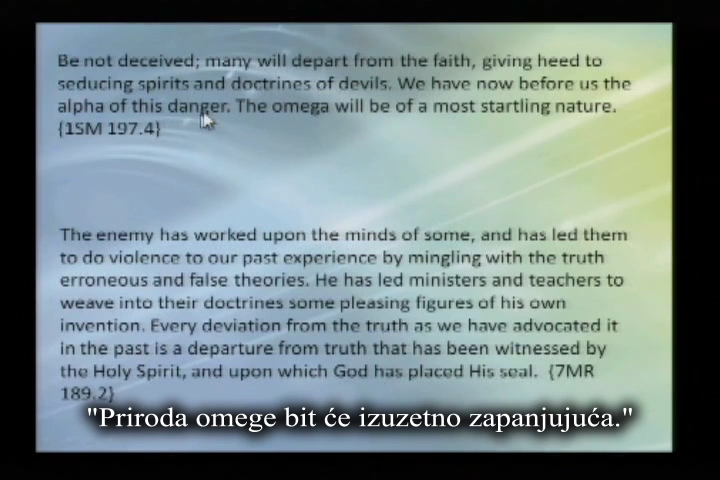 Be not deceived; many will depart from the faith, giving heed to
seducing spirits and doctrines of devils. We have now before us the
alpha of this danger. The omega will be of a most startling nature.
{1SM 197.4}
The enemy has worked upon the minds of some, and has led them
to do violence to our past experience by mingling with the truth
erroneous and false theories. He has led ministers and teachers to
weave into their doctrines some pleasing figures of his own
invention. Every deviation from the truth as we have advocated it
in the past is a departure from truth that has been witnessed by
the Holy Spirit, and upon which God has placed His seal. {7MR
189.2}
"Priroda omege bit će izuzetno zapanjujuća."